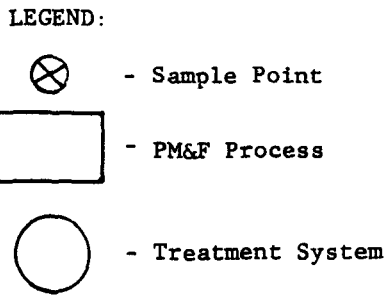 LEGEND:
- Sample Point
- PM&F Process
- Treatment System